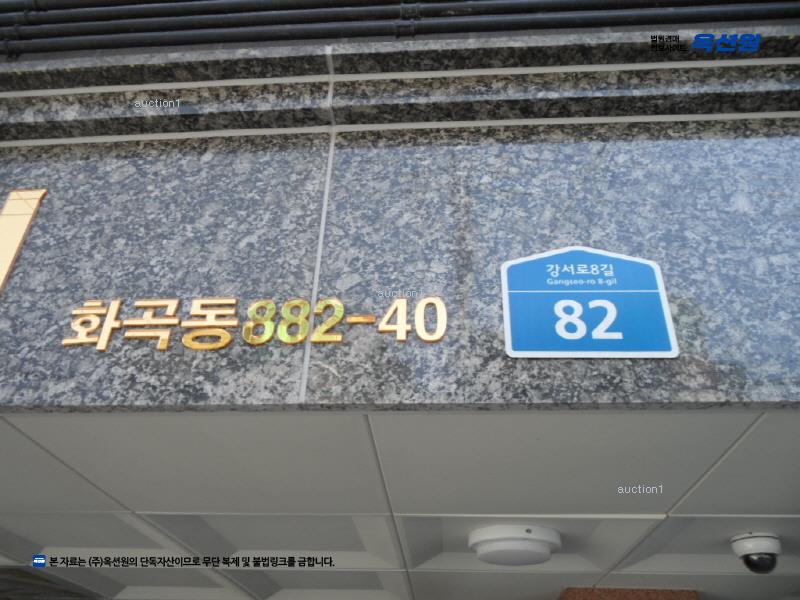 법원경매
정보사이트 옥션원
auction1
auction1
화곡동882-40
강서로8길
Gangseo-ro 8-gil
82
auction1
본 자료는 (주)옥션원의 단독자산이므로 무단 복제 및 불법링크를 금합니다.